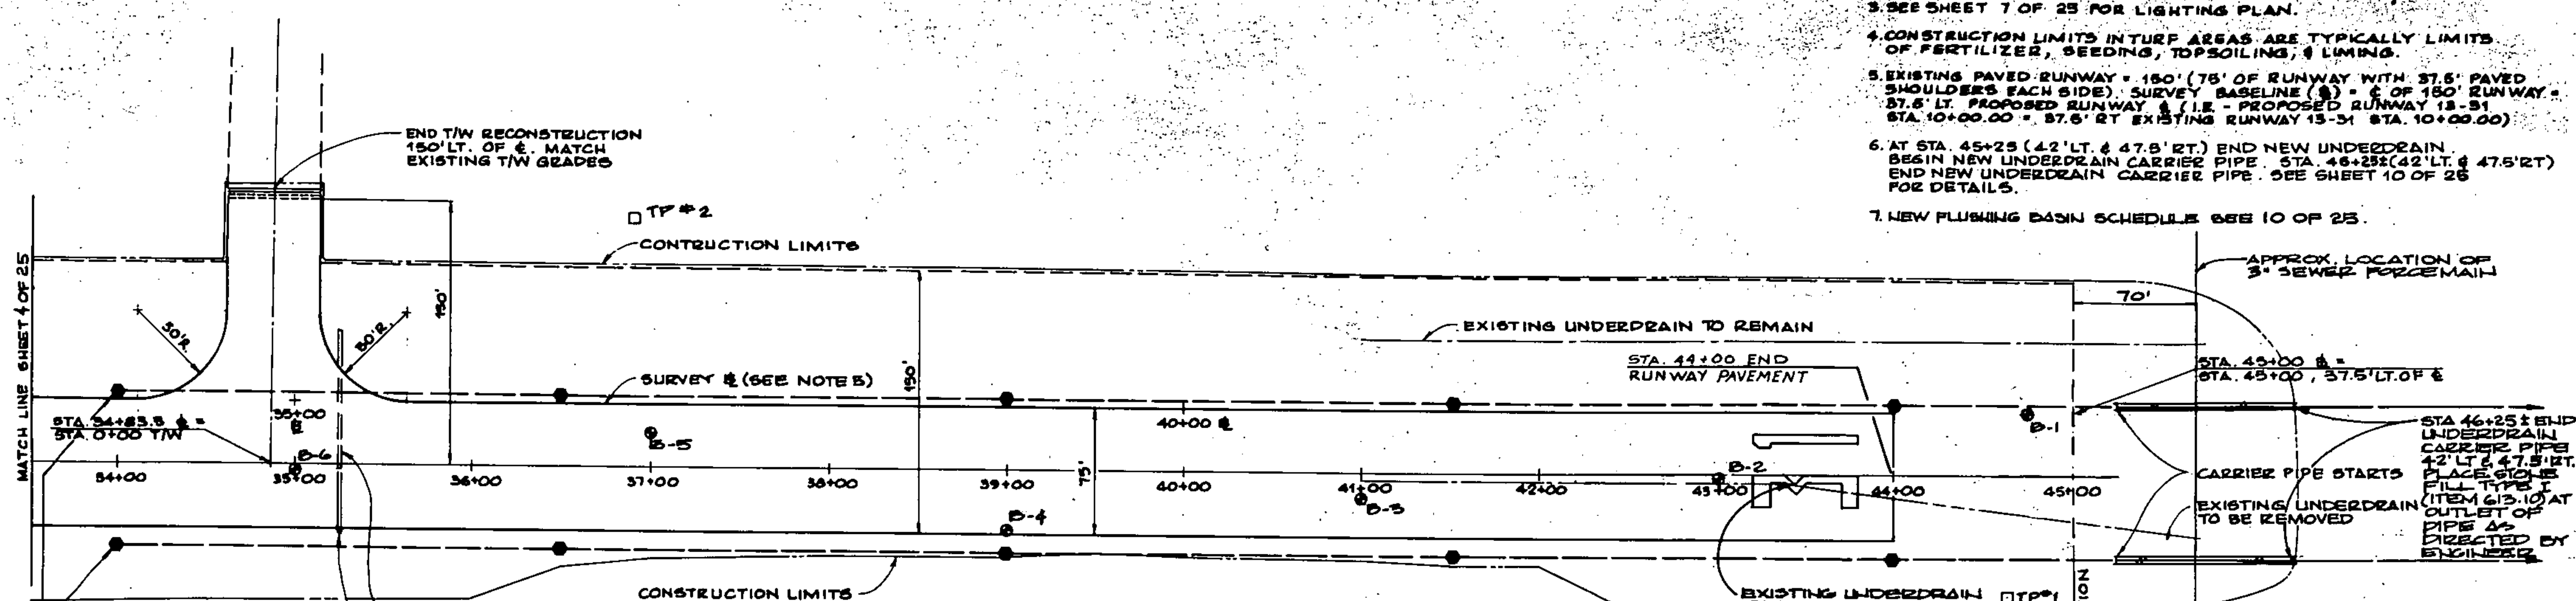 3. SEE SHEET 7 OF 25 FOR LIGHTING PLAN.
4. CONSTRUCTION LIMITS IN TURF AREAS ARE TYPICALLY LIMITS
OF FERTILIZER, SEEDING, TOPSOILING, & LIMING.
5. EXISTING PAVED RUNWAY = 150' (75' OF RUNWAY WITH 37.5' PAVED
SHOULDERS EACH SIDE). SURVEY BASELINE (℄) = ℄ OF 150' RUNWAY =
37.5' LT. PROPOSED RUNWAY ℄ (I.E. - PROPOSED RUNWAY 13-31
STA. 10+00.00 = 37.5' RT EXISTING RUNWAY 13-31 STA. 10+00.00)
6. AT STA. 45+25 (42' LT. & 47.5' RT.) END NEW UNDERDRAIN.
BEGIN NEW UNDERDRAIN CARRIER PIPE. STA. 46+25± (42' LT. & 47.5' RT)
END NEW UNDERDRAIN CARRIER PIPE. SEE SHEET 10 OF 25
FOR DETAILS.
7. NEW FLUSHING BASIN SCHEDULE SEE 10 OF 25.
END T/W RECONSTRUCTION
150' LT. OF ℄. MATCH
EXISTING T/W GRADES
TP #2
CONTRUCTION LIMITS
APPROX. LOCATION OF
3" SEWER FORCEMAIN
MATCH LINE SHEET 4 OF 25
50'R.
50'R.
150'
150'
70'
EXISTING UNDERDRAIN TO REMAIN
STA. 44+00 END
RUNWAY PAVEMENT
SURVEY ℄ (SEE NOTE 5)
STA. 45+00 ℄ =
STA. 45+00, 37.5' LT. OF ℄
STA. 34+83.5 ℄ =
STA. 0+00 T/W
35+00
℄
B-6
B-5
40+00 ℄
75'
B-2
B-1
34+00
35+00
36+00
37+00
38+00
39+00
40+00
41+00
42+00
43+00
44+00
45+00
B-3
B-4
CARRIER PIPE STARTS
EXISTING UNDERDRAIN
TO BE REMOVED
STA 46+25± END
UNDERDRAIN
CARRIER PIPE
42' LT & 47.5' RT.
PLACE STONE
FILL TYPE I
(ITEM 613.10) AT
OUTLET OF
PIPE AS
DIRECTED BY
ENGINEER
CONSTRUCTION LIMITS
EXISTING UNDERDRAIN
TP#1